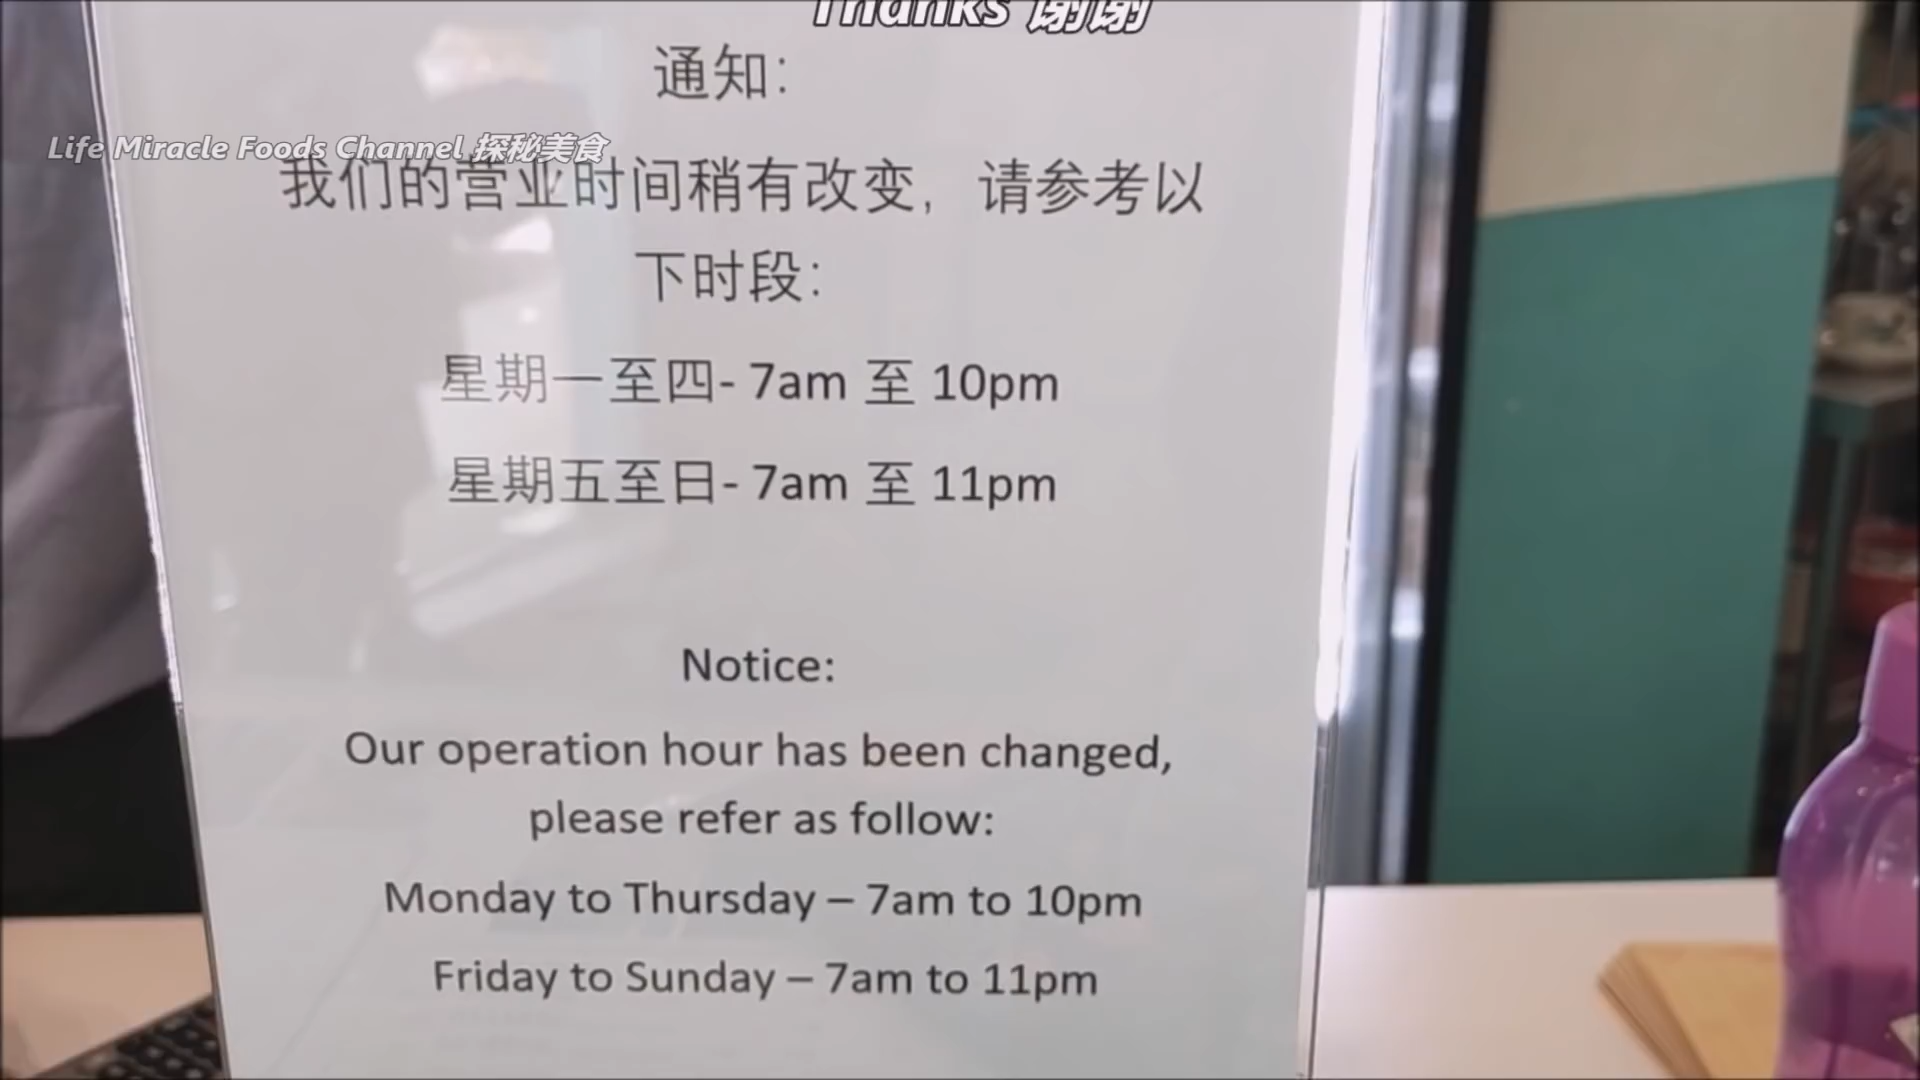 Thanks 谢谢
通知：
Life Miracle Foods Channel 探秘美食
我们的营业时间稍有改变，请参考以
下时段：
星期一至四- 7am 至 10pm
星期五至日- 7am 至 11pm
Notice:
Our operation hour has been changed,
please refer as follow:
Monday to Thursday – 7am to 10pm
Friday to Sunday – 7am to 11pm